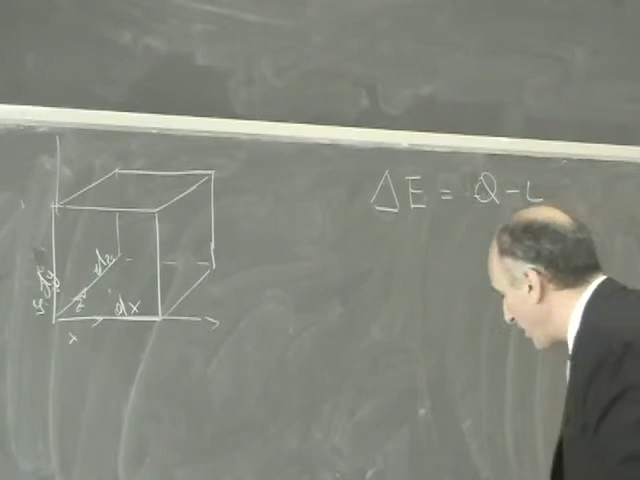 ΔE = Q - L
dy
dz
dx
x